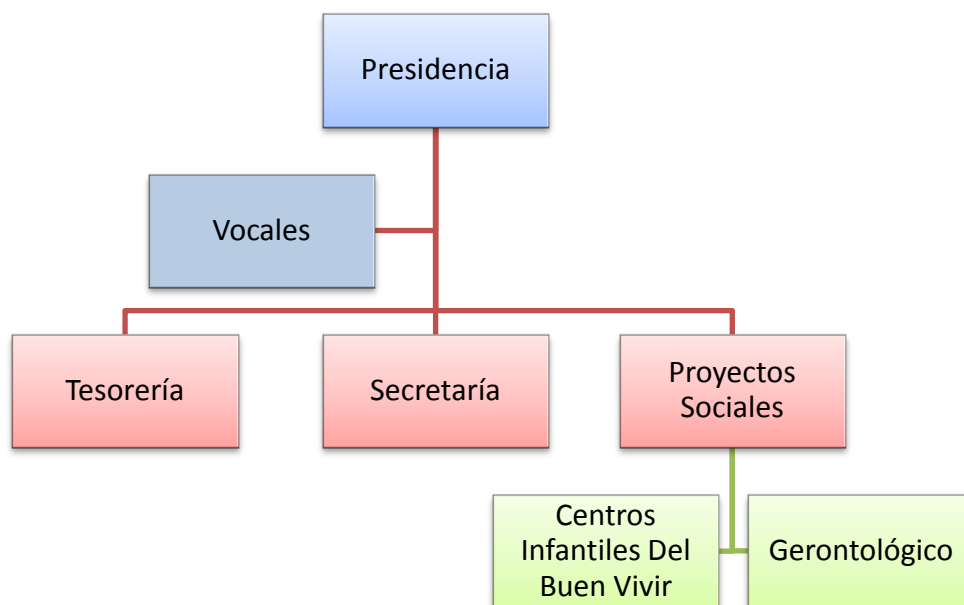 Presidencia
Vocales
Tesorería
Secretaría
Proyectos
Sociales
Centros
Infantiles Del
Buen Vivir
Gerontológico